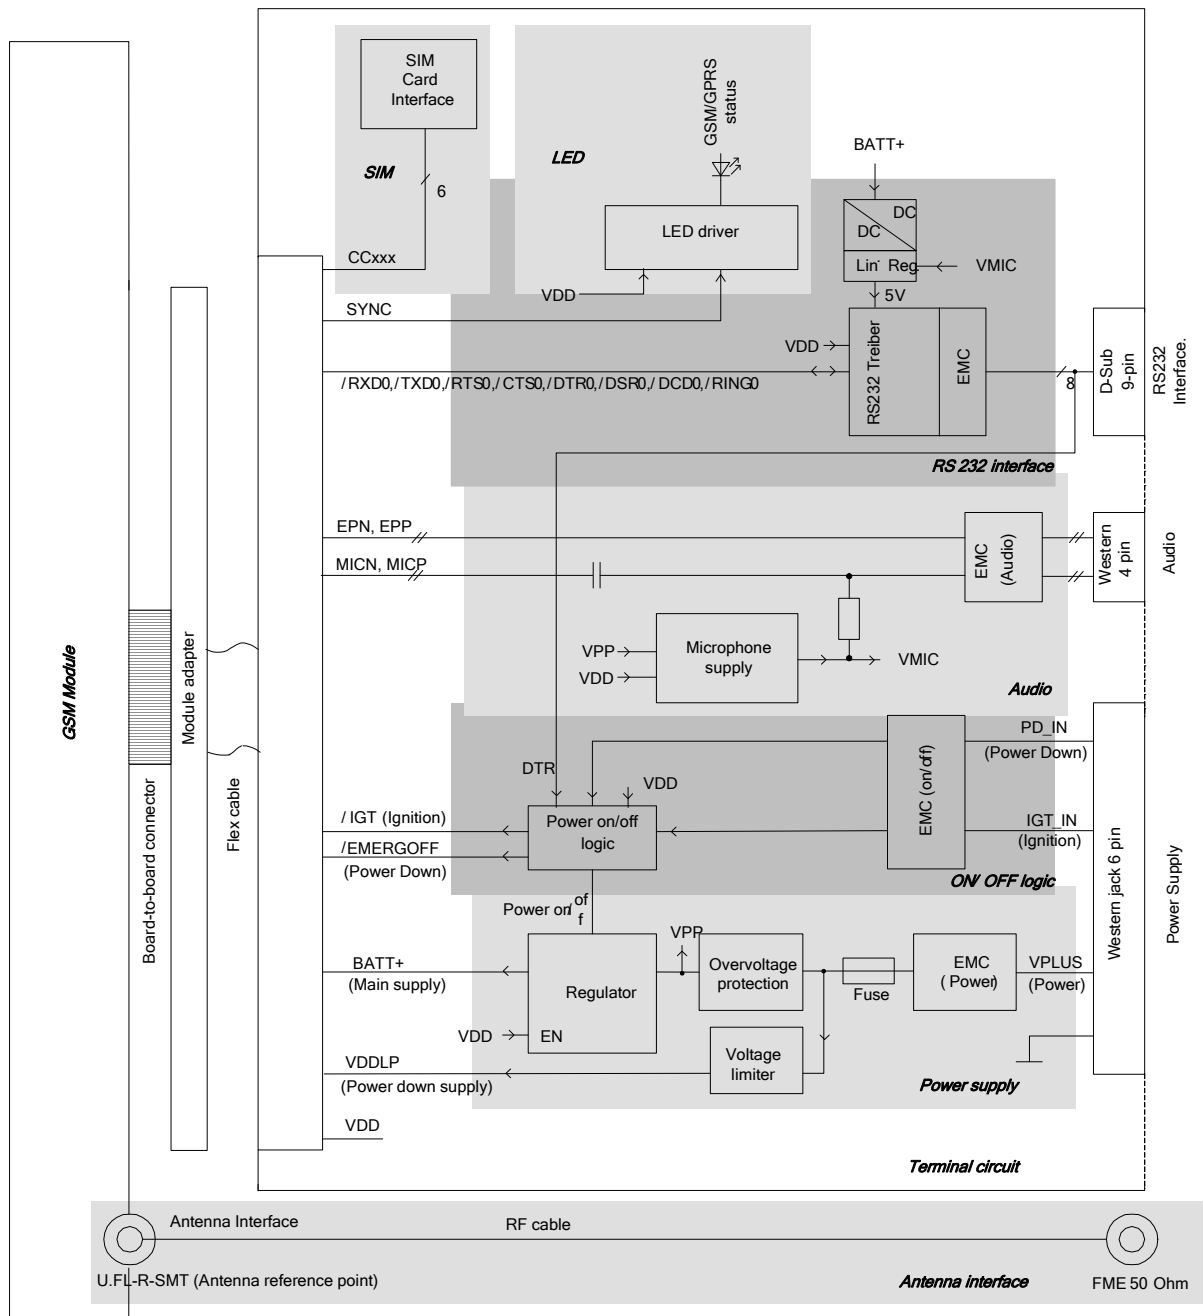 SIM
Card
Interface
SIM
6
CCxxx
GSM/GPRS
status
LED
LED driver
VDD
SYNC
BATT+
DC
DC
Lin. Reg.
VMIC
5V
VDD
RS232 Treiber
EMC
8
D-Sub
9-pin
RS232
Interface.
/RXD0,/TXD0,/RTS0,/CTS0,/DTR0,/DSR0,/DCD0,/RING0
RS 232 interface
EPN, EPP
MICN, MICP
EMC
(Audio)
Western
4 pin
Audio
VPP
VDD
Microphone
supply
VMIC
Audio
GSM Module
Board-to-board connector
Module adapter
Flex cable
DTR
VDD
EMC (on/off)
PD_IN
(Power Down)
/IGT (Ignition)
Power on/off
logic
IGT_IN
(Ignition)
/EMERGOFF
(Power Down)
ON/OFF logic
Power on/of
f
Western jack 6 pin
Power Supply
BATT+
(Main supply)
Regulator
VDD
EN
VPP
Overvoltage
protection
Fuse
EMC
( Power)
VPLUS
(Power)
VDDLP
(Power down supply)
Voltage
limiter
Power supply
VDD
Terminal circuit
Antenna Interface
RF cable
U.FL-R-SMT (Antenna reference point)
Antenna interface
FME 50 Ohm